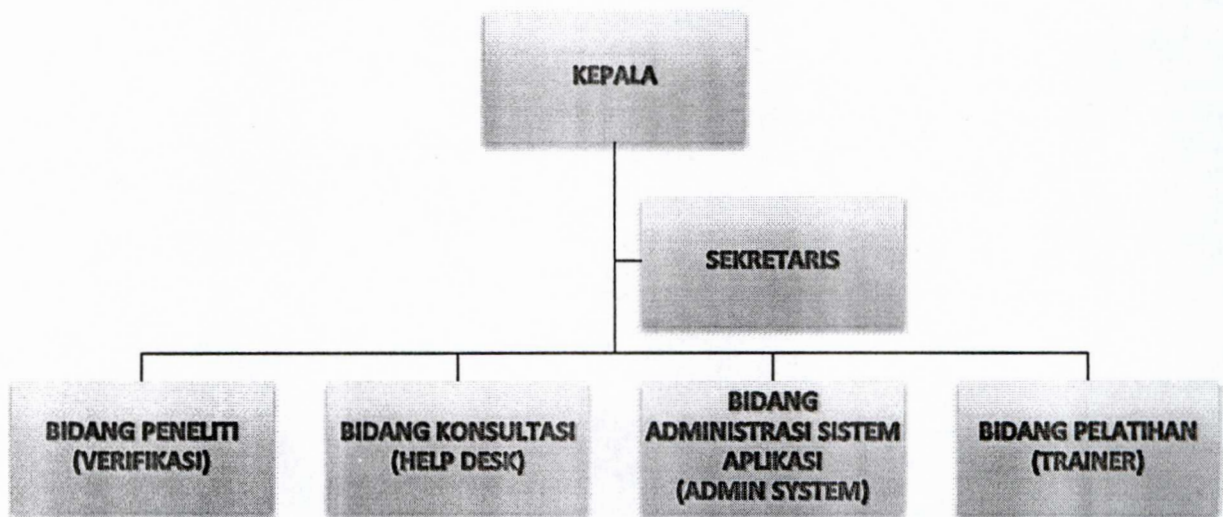 KEPALA
SEKRETARIS
BIDANG PENELITI
(VERIFIKASI)
BIDANG KONSULTASI
(HELP DESK)
BIDANG
ADMINISTRASI SISTEM
APLIKASI
(ADMIN SYSTEM)
BIDANG PELATIHAN
(TRAINER)